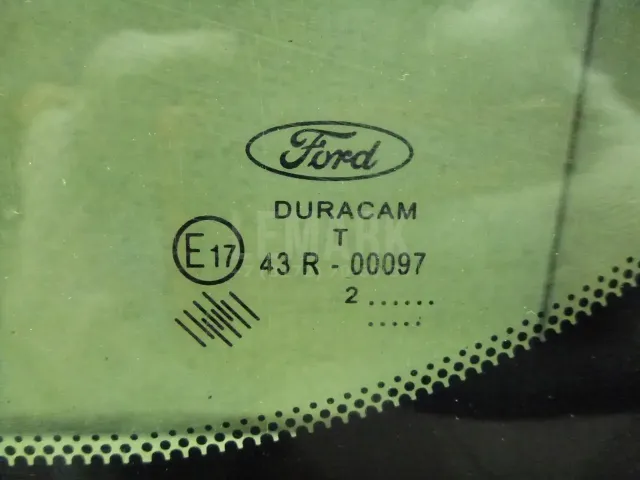 Ford
DURACAM
T
E17 43 R - 00097
2 ......
.....